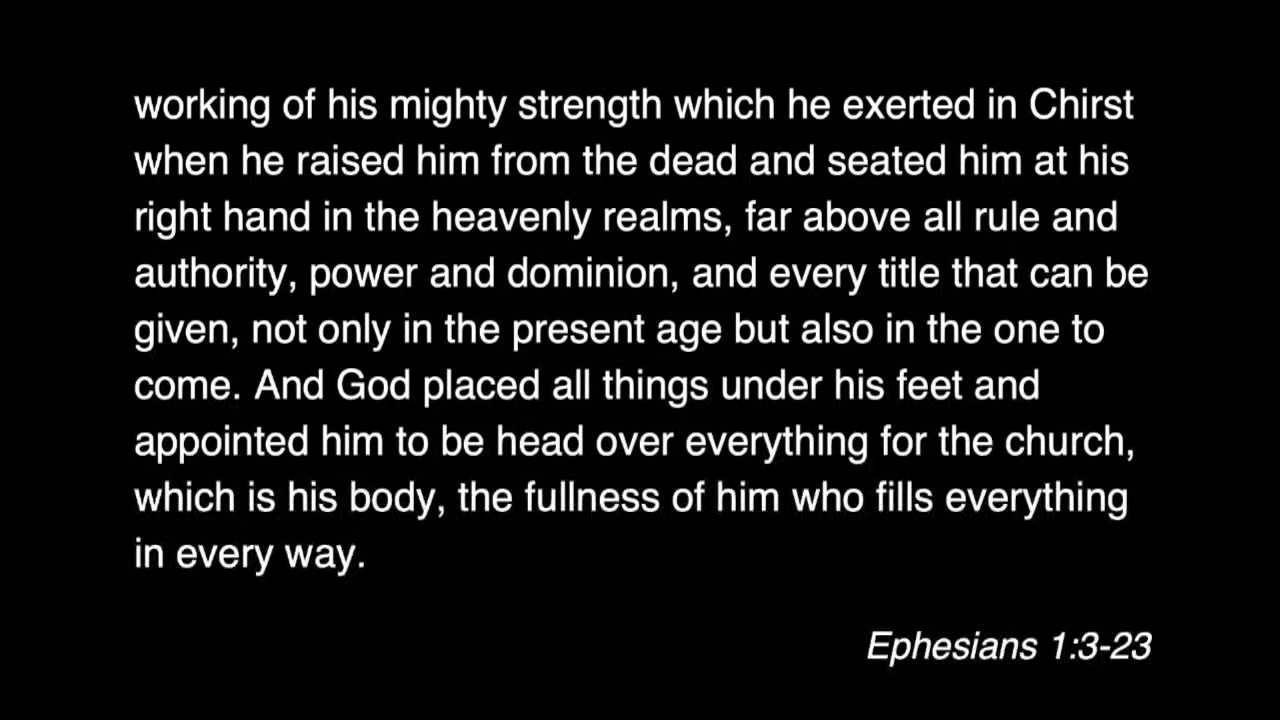 working of his mighty strength which he exerted in Chirst
when he raised him from the dead and seated him at his
right hand in the heavenly realms, far above all rule and
authority, power and dominion, and every title that can be
given, not only in the present age but also in the one to
come. And God placed all things under his feet and
appointed him to be head over everything for the church,
which is his body, the fullness of him who fills everything
in every way.
Ephesians 1:3-23